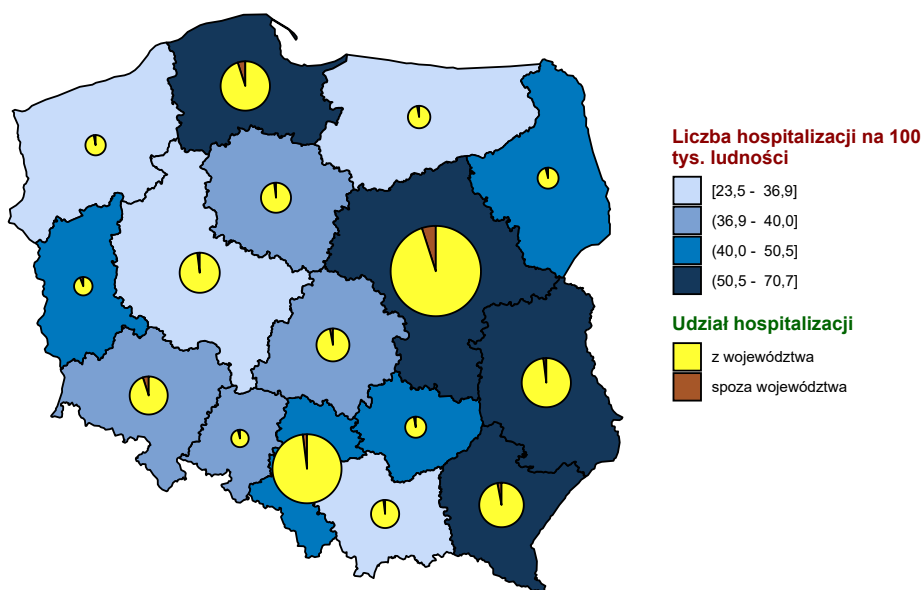 Liczba hospitalizacji na 100
tys. ludności
[23,5 - 36,9]
(36,9 - 40,0]
(40,0 - 50,5]
(50,5 - 70,7]
Udział hospitalizacji
z województwa
spoza województwa